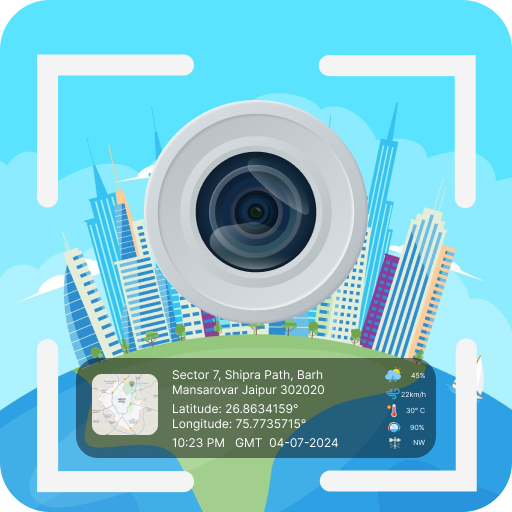 Sector 7, Shipra Path, Barh
Mansarovar Jaipur 302020
Latitude: 26.8634159°
Longitude: 75.7735715°
10:23 PM GMT 04-07-2024
45%
22km/h
30° C
90%
NW